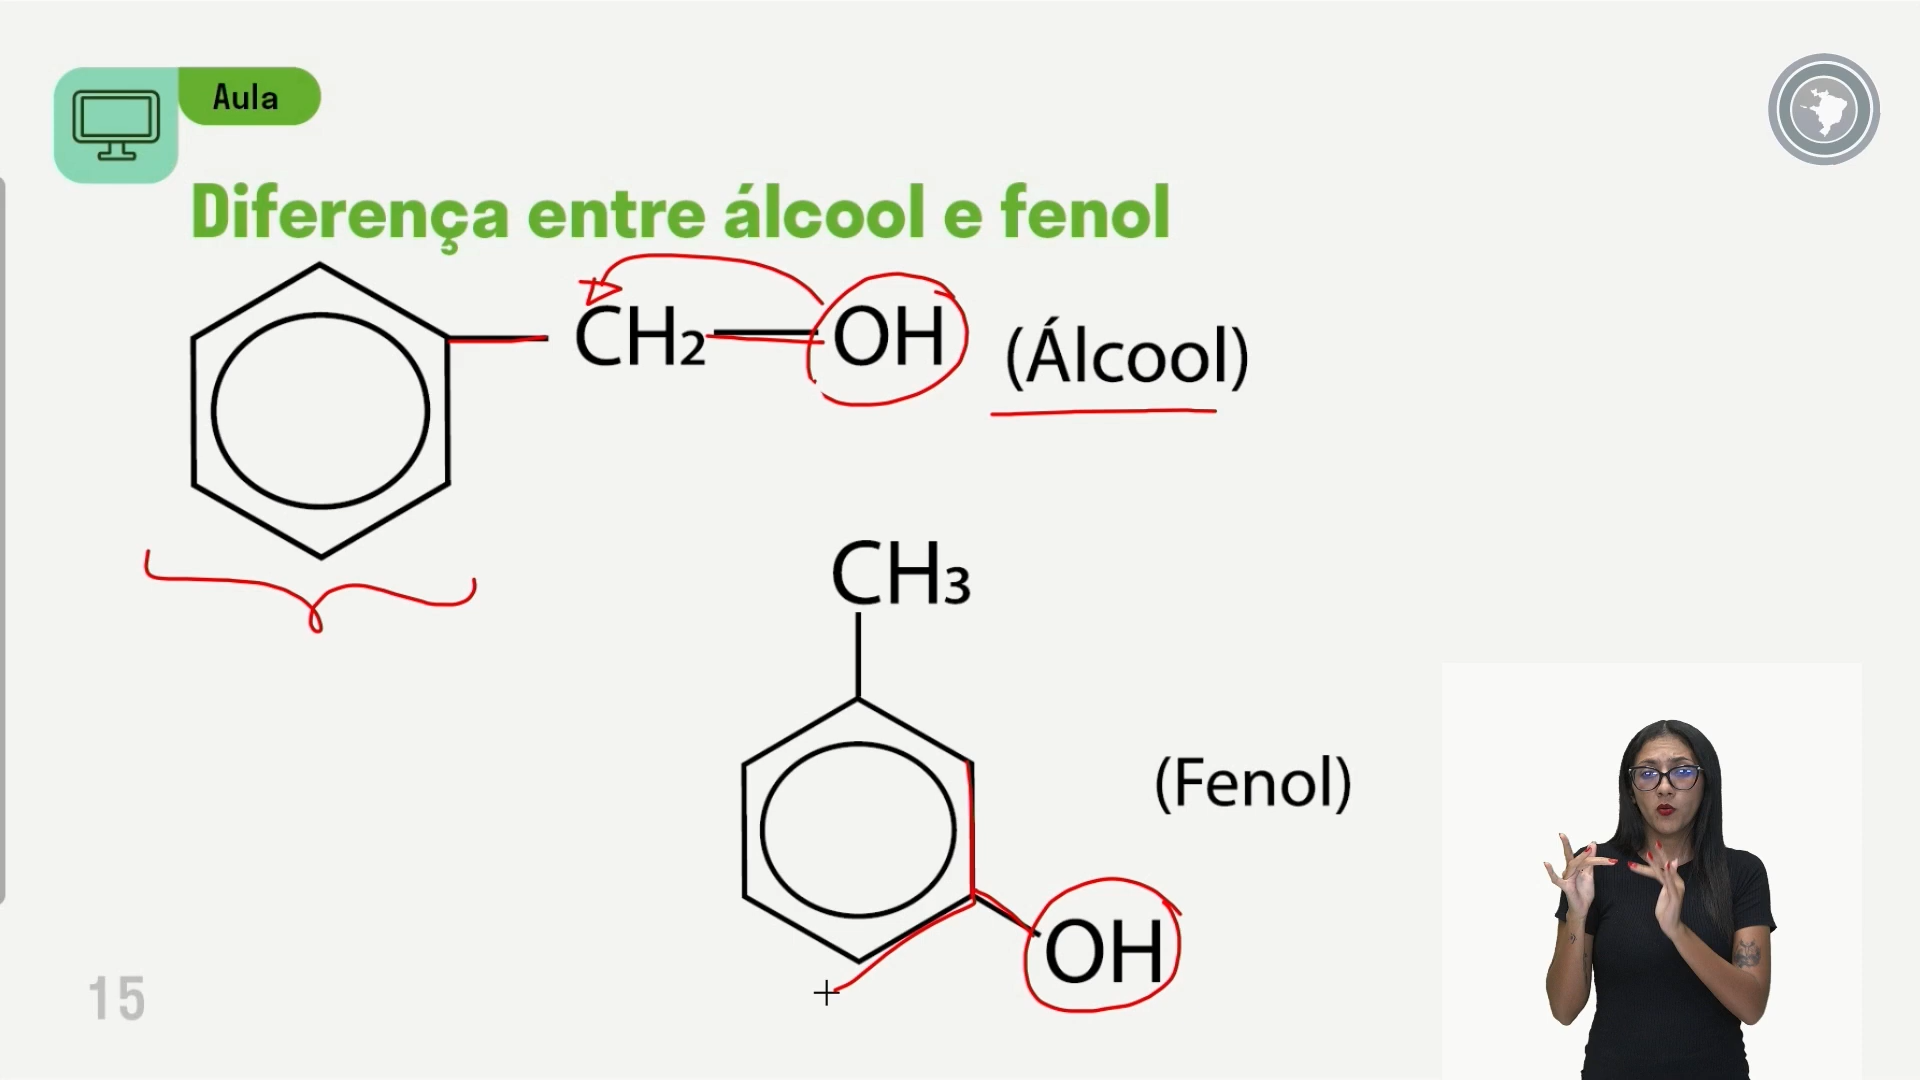 Aula
Diferença entre álcool e fenol
CH₂ OH (Álcool)
CH₃
(Fenol)
OH
15